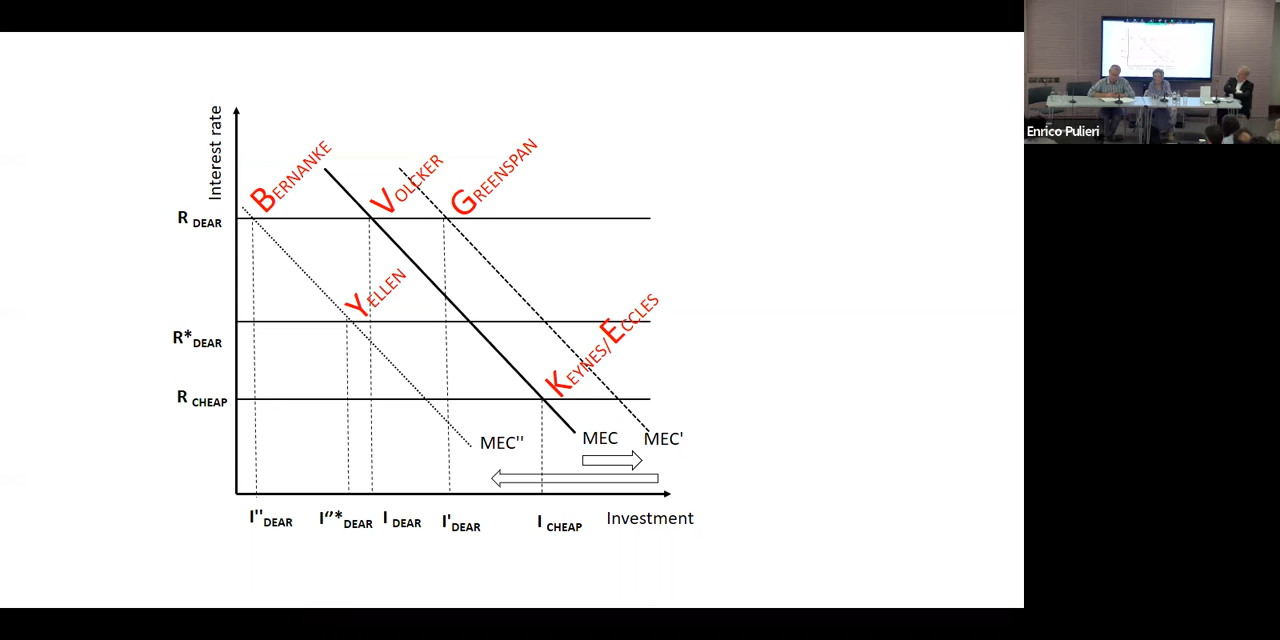 Interest rate
BERNANKE
VOLCKER
GREENSPAN
R DEAR
YELLEN
R*DEAR
KEYNES/ECCLES
R CHEAP
MEC''
MEC
MEC'
I''DEAR
I''*DEAR
I DEAR
I'DEAR
I CHEAP
Investment
Enrico Pulieri